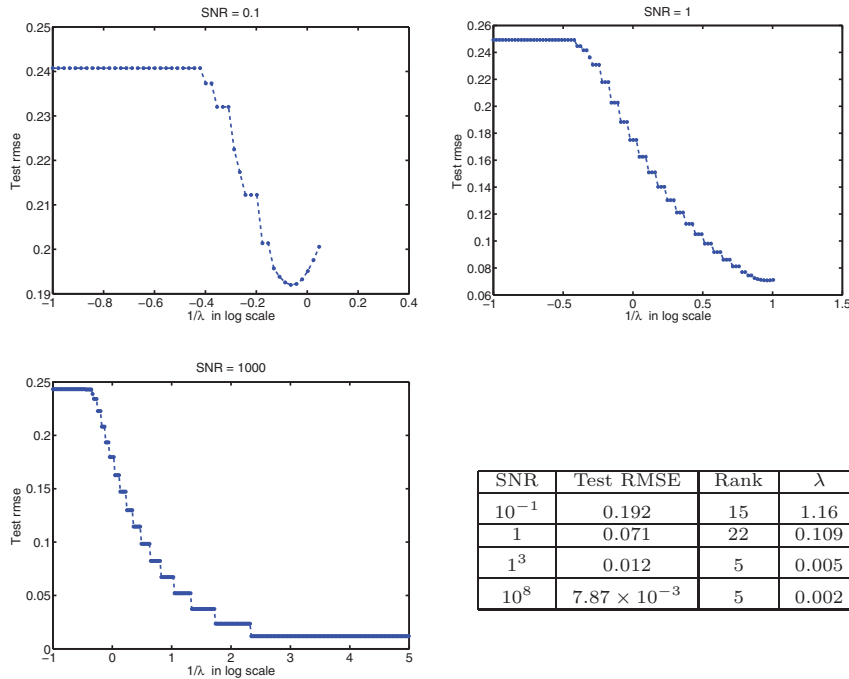 SNR = 0.1
0.25
0.24
0.23
0.22
0.21
0.2
0.19
Test rmse
−1 −0.8 −0.6 −0.4 −0.2 0 0.2 0.4
1/λ in log scale
SNR = 1
0.26
0.24
0.22
0.2
0.18
0.16
0.14
0.12
0.1
0.08
0.06
Test rmse
−1 −0.5 0 0.5 1 1.5
1/λ in log scale
SNR = 1000
0.25
0.2
0.15
0.1
0.05
0
Test rmse
−1 0 1 2 3 4 5
1/λ in log scale
SNR Test RMSE Rank λ
10⁻¹ 0.192 15 1.16
1 0.071 22 0.109
1³ 0.012 5 0.005
10⁸ 7.87 × 10⁻³ 5 0.002